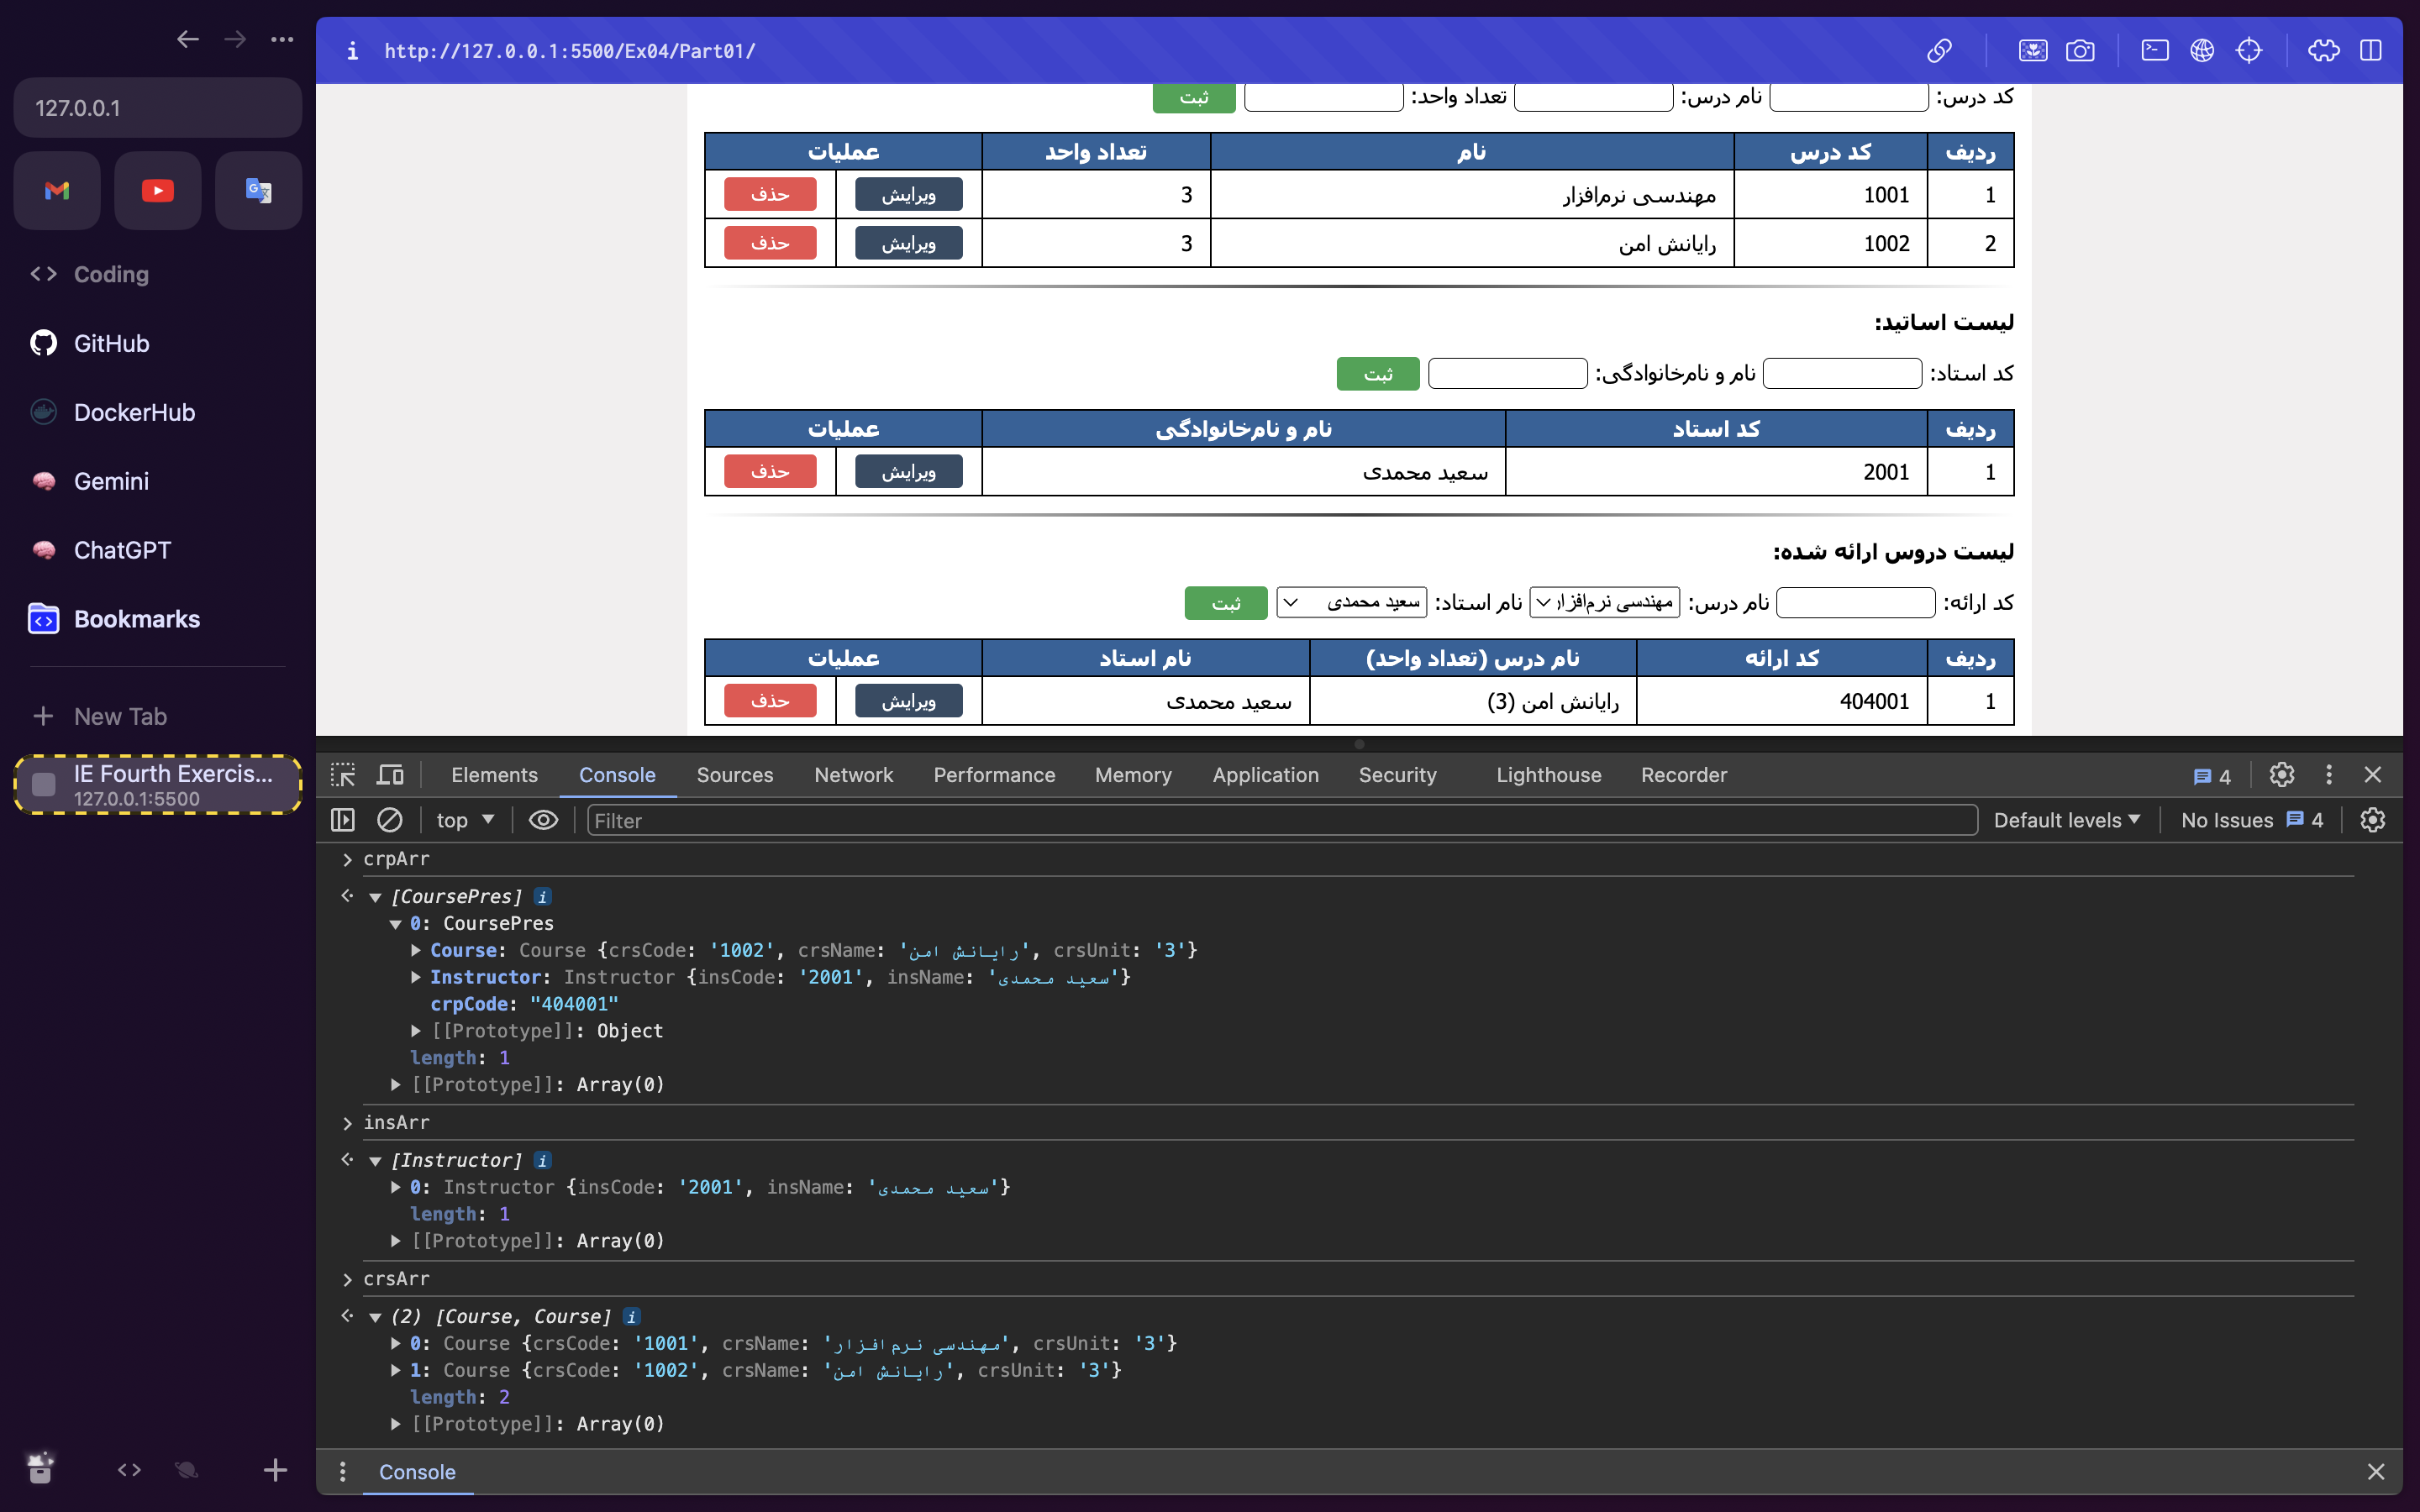 http://127.0.0.1:5500/Ex04/Part01/
127.0.0.1
Coding
GitHub
DockerHub
Gemini
ChatGPT
Bookmarks
New Tab
IE Fourth Exercis...
127.0.0.1:5500
کد درس: نام درس: تعداد واحد: ثبت
ردیف کد درس نام تعداد واحد عملیات
1 1001 مهندسی نرم‌افزار 3 ویرایش حذف
2 1002 رایانش امن 3 ویرایش حذف
لیست اساتید:
کد استاد: نام و نام‌خانوادگی: ثبت
ردیف کد استاد نام و نام‌خانوادگی عملیات
1 2001 سعید محمدی ویرایش حذف
لیست دروس ارائه شده:
کد ارائه: نام درس: مهندسی نرم‌افزار نام استاد: سعید محمدی ثبت
ردیف کد ارائه نام درس (تعداد واحد) نام استاد عملیات
1 404001 رایانش امن (3) سعید محمدی ویرایش حذف
Elements Console Sources Network Performance Memory Application Security Lighthouse Recorder 4
top Filter Default levels No Issues 4
crpArr
[CoursePres]
0: CoursePres
Course: Course {crsCode: '1002', crsName: 'رایانش امن', crsUnit: '3'}
Instructor: Instructor {insCode: '2001', insName: 'سعید محمدی'}
crpCode: "404001"
[[Prototype]]: Object
length: 1
[[Prototype]]: Array(0)
insArr
[Instructor]
0: Instructor {insCode: '2001', insName: 'سعید محمدی'}
length: 1
[[Prototype]]: Array(0)
crsArr
(2) [Course, Course]
0: Course {crsCode: '1001', crsName: 'مهندسی نرم‌افزار', crsUnit: '3'}
1: Course {crsCode: '1002', crsName: 'رایانش امن', crsUnit: '3'}
length: 2
[[Prototype]]: Array(0)
Console